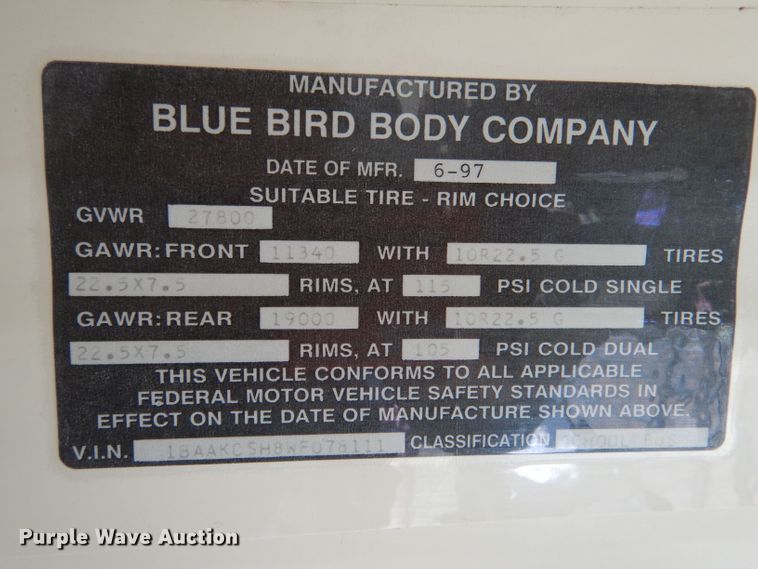 MANUFACTURED BY
BLUE BIRD BODY COMPANY
DATE OF MFR. 6-97
SUITABLE TIRE - RIM CHOICE
GVWR 27800
GAWR: FRONT 11340 WITH 10R22.5 G TIRES
22.5X7.5 RIMS, AT 115 PSI COLD SINGLE
GAWR: REAR 19000 WITH 10R22.5 G TIRES
22.5X7.5 RIMS, AT 105 PSI COLD DUAL
THIS VEHICLE CONFORMS TO ALL APPLICABLE
FEDERAL MOTOR VEHICLE SAFETY STANDARDS IN
EFFECT ON THE DATE OF MANUFACTURE SHOWN ABOVE.
V.I.N. 1BAAKCSH8WF078111 CLASSIFICATION SCHOOL BUS
Purple Wave Auction